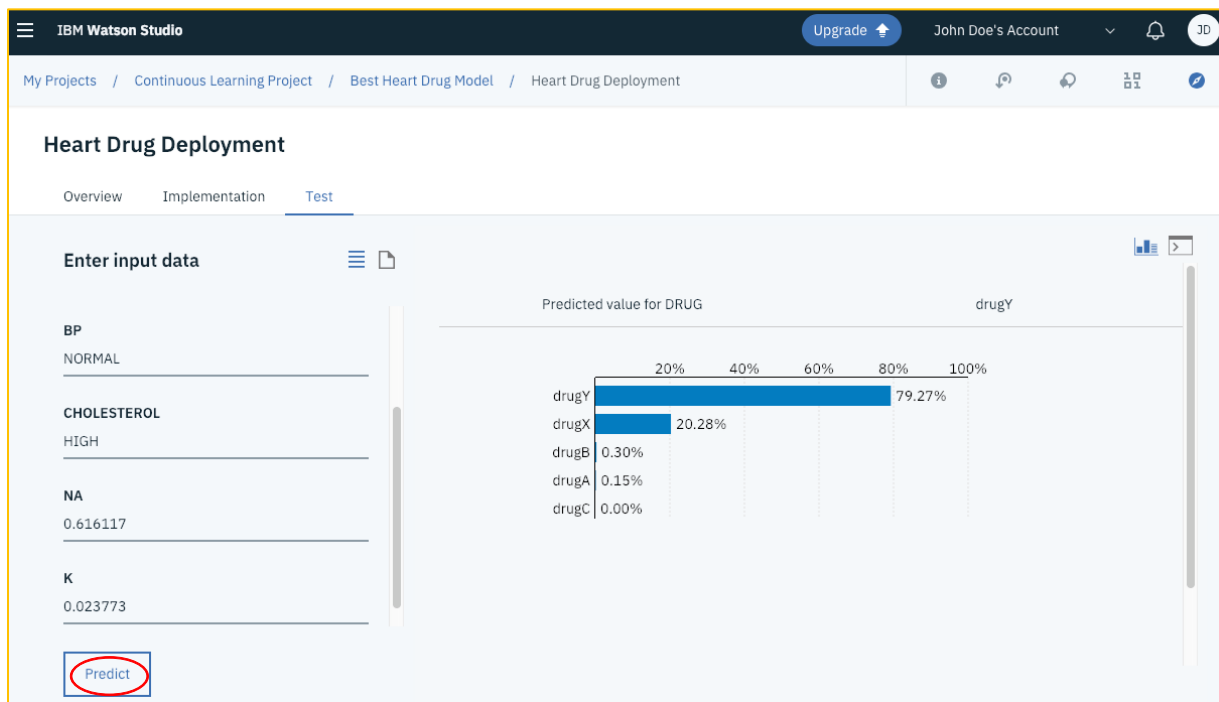 IBM Watson Studio
Upgrade
John Doe's Account
JD
My Projects / Continuous Learning Project / Best Heart Drug Model / Heart Drug Deployment
Heart Drug Deployment
Overview Implementation Test
Enter input data
BP
NORMAL
CHOLESTEROL
HIGH
NA
0.616117
K
0.023773
Predict
Predicted value for DRUG drugY
20% 40% 60% 80% 100%
drugY 79.27%
drugX 20.28%
drugB 0.30%
drugA 0.15%
drugC 0.00%